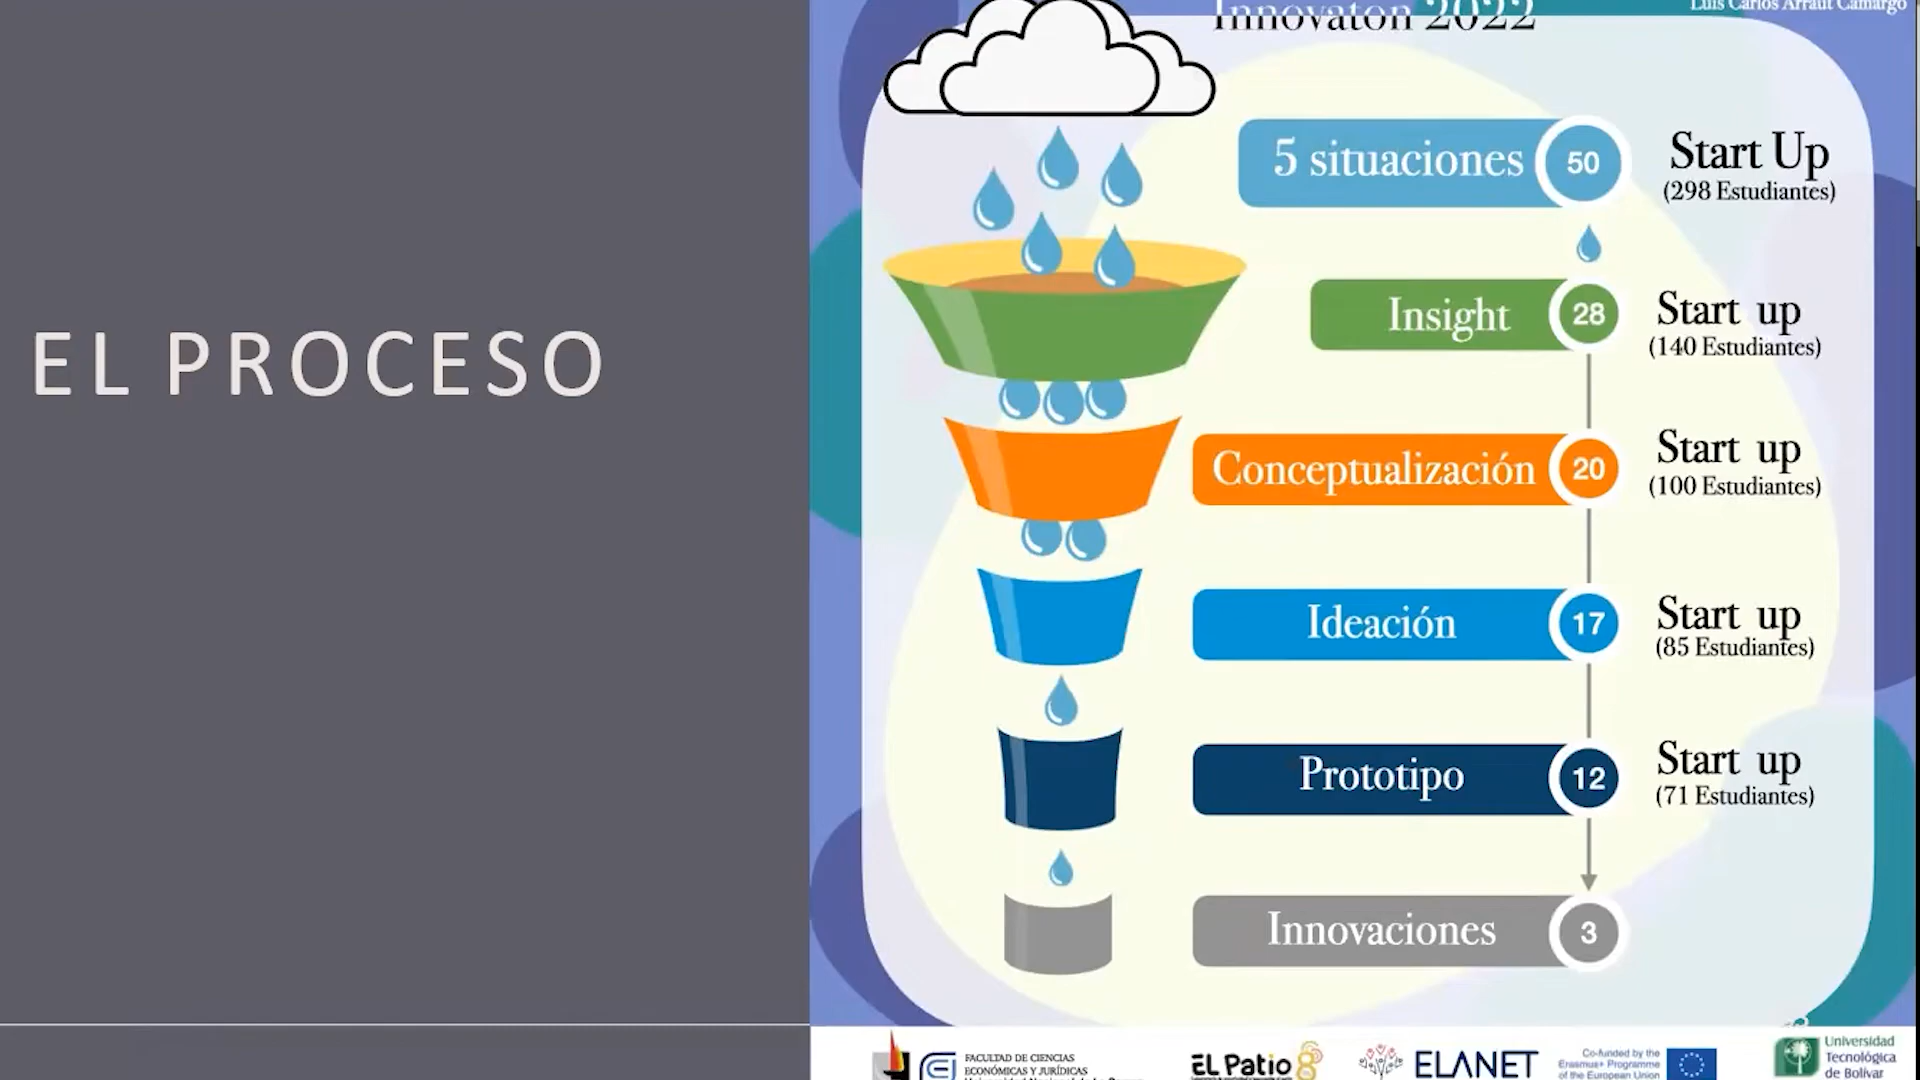 EL PROCESO
Innovaton 2022
Luis Carlos Arraut Camargo
5 situaciones 50
Start Up
(298 Estudiantes)
Insight 28
Start up
(140 Estudiantes)
Conceptualización 20
Start up
(100 Estudiantes)
Ideación 17
Start up
(85 Estudiantes)
Prototipo 12
Start up
(71 Estudiantes)
Innovaciones 3
FACULTAD DE CIENCIAS
ECONÓMICAS Y JURÍDICAS
EL Patio
ELANET
Co-funded by the
Erasmus+ Programme
of the European Union
Universidad
Tecnológica
de Bolívar